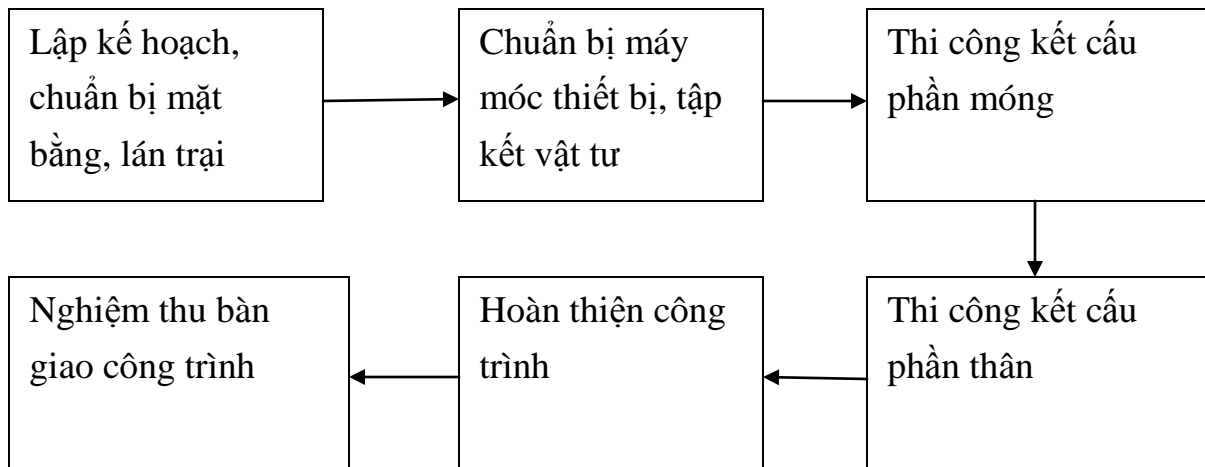 Lập kế hoạch,
chuẩn bị mặt
bằng, lán trại
Chuẩn bị máy
móc thiết bị, tập
kết vật tư
Thi công kết cấu
phần móng
Thi công kết cấu
phần thân
Hoàn thiện công
trình
Nghiệm thu bàn
giao công trình